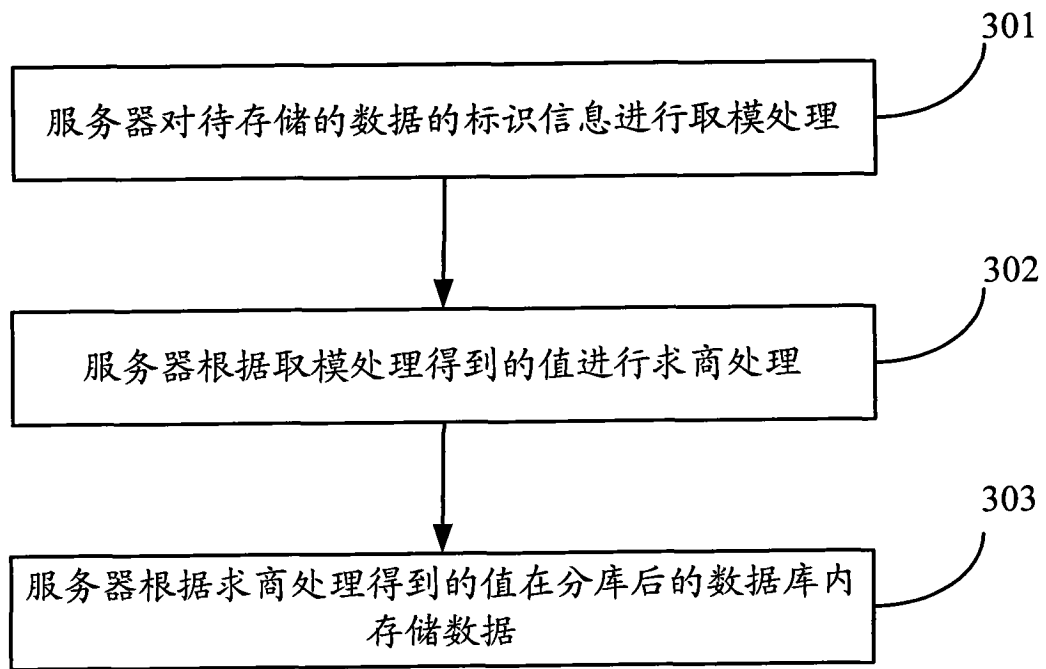 301
服务器对待存储的数据的标识信息进行取模处理
302
服务器根据取模处理得到的值进行求商处理
303
服务器根据求商处理得到的值在分库后的数据库内
存储数据